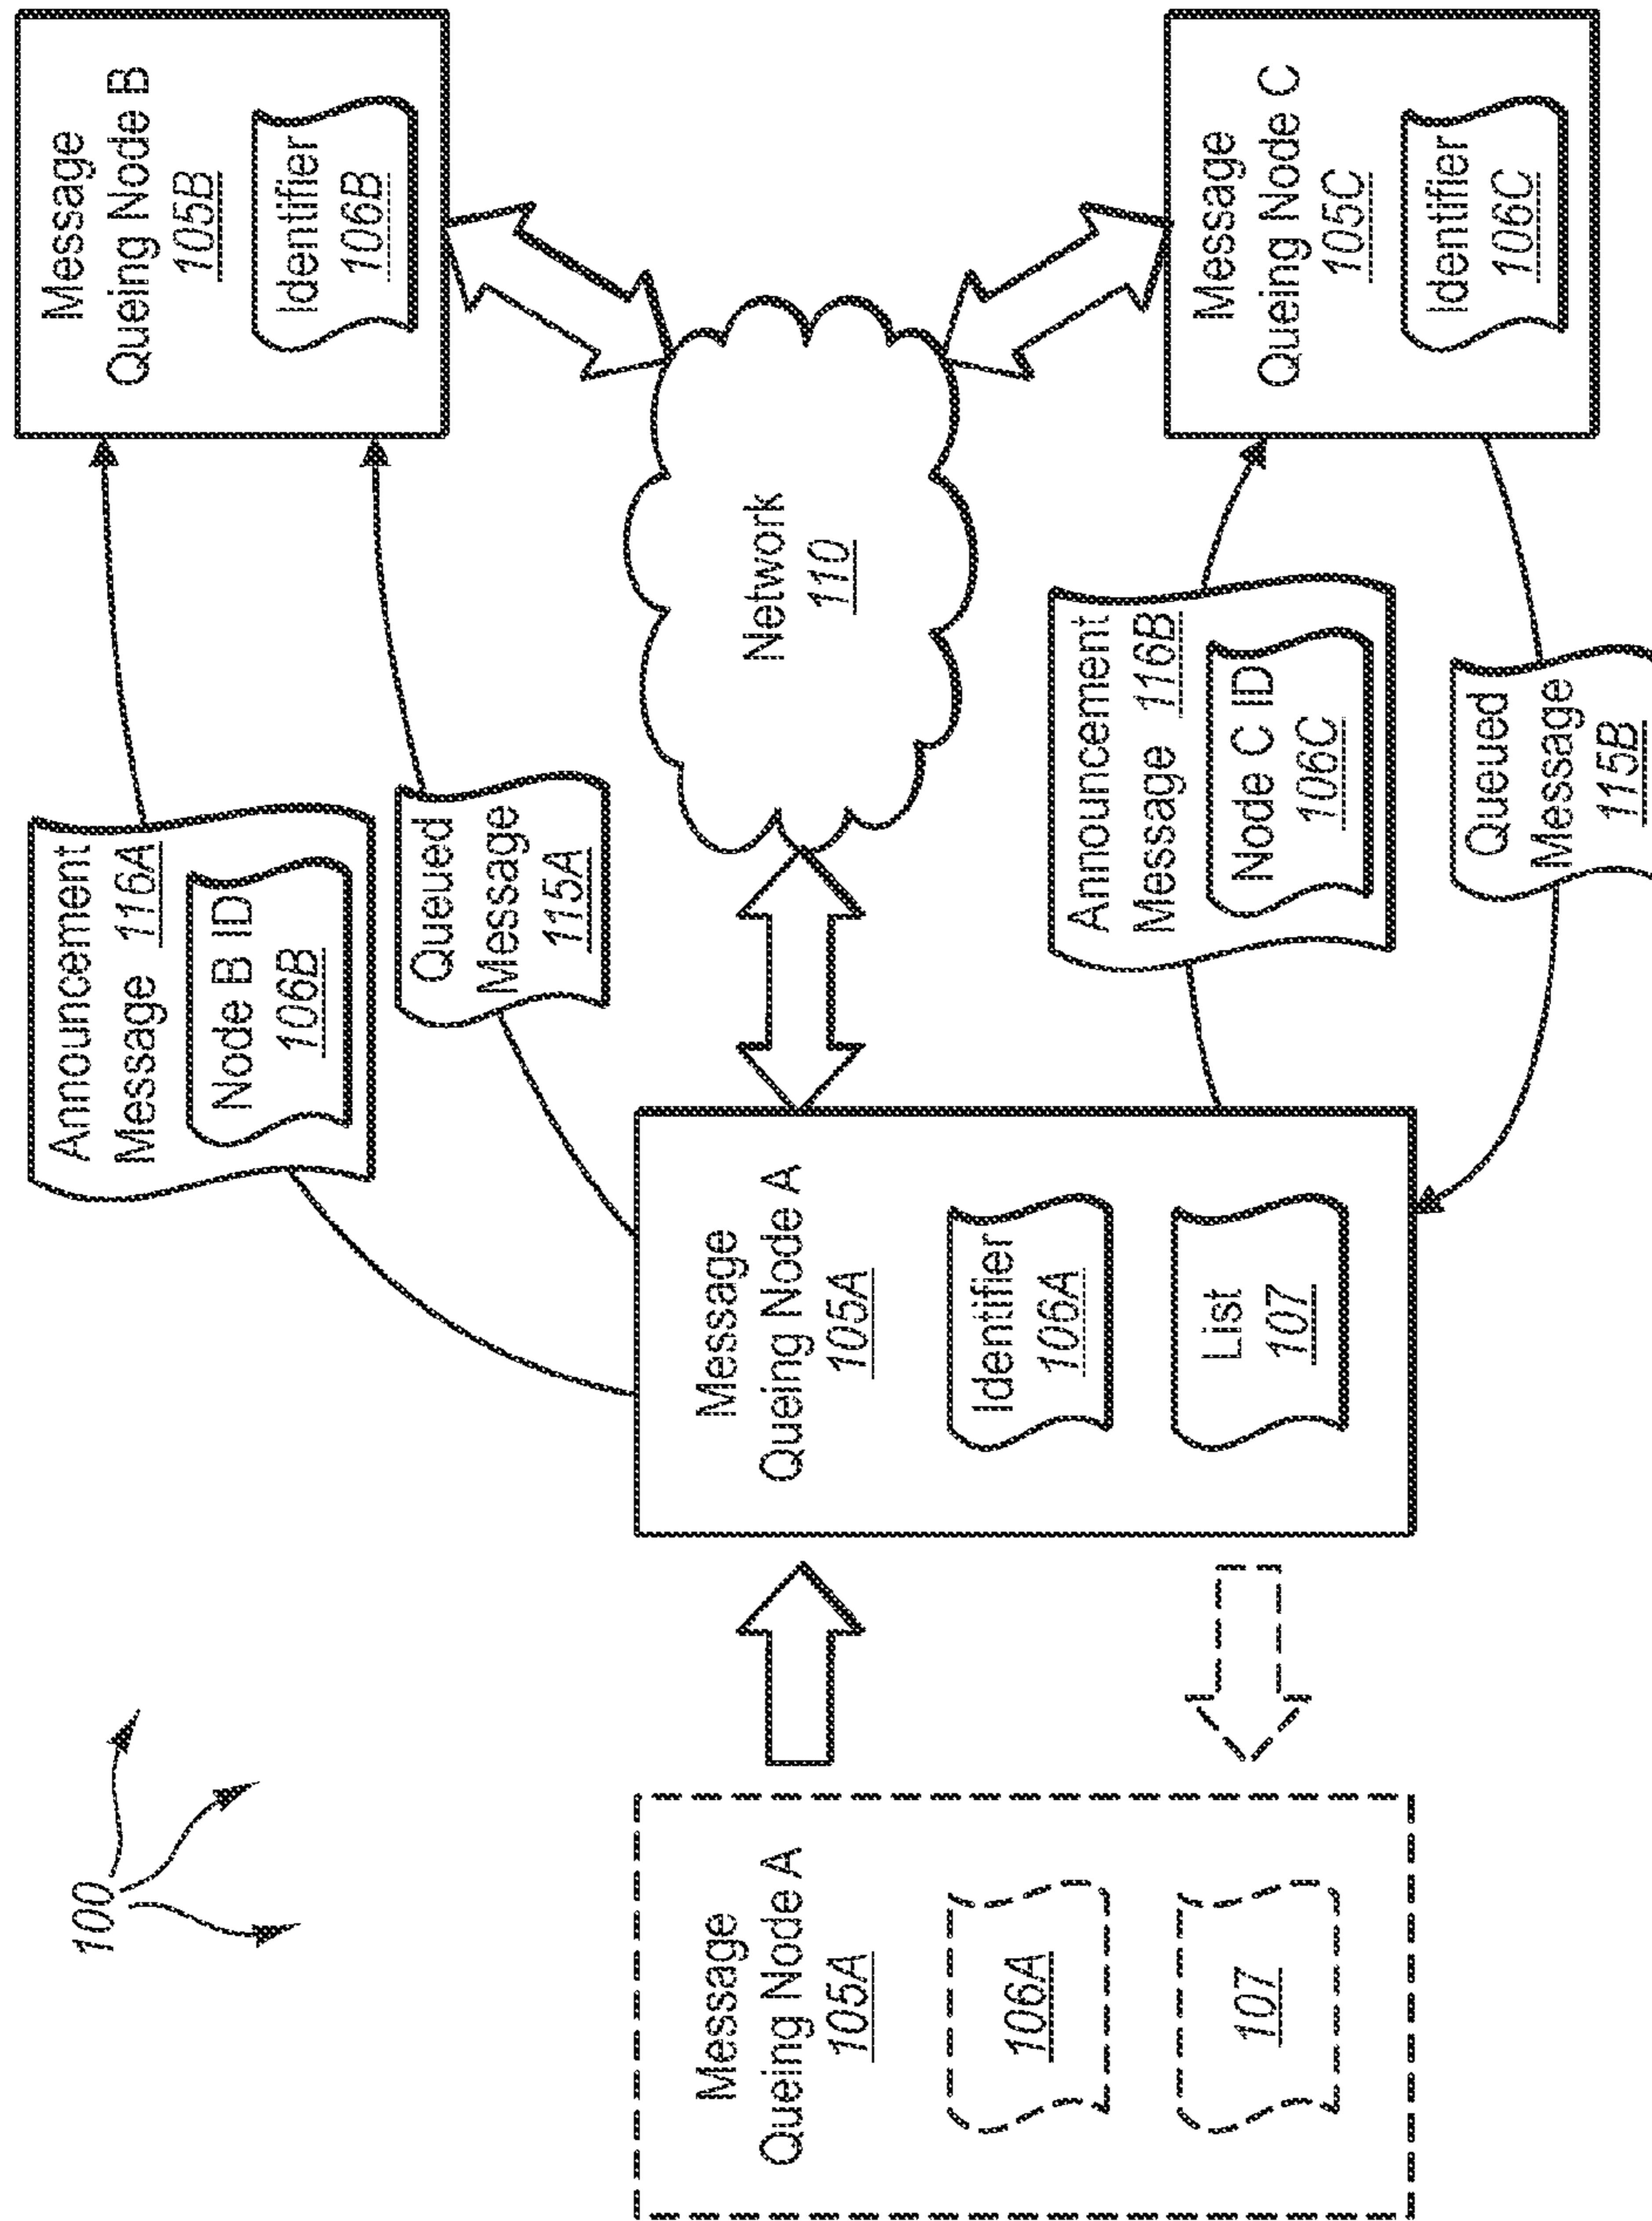 100
Message
Queing Node A
105A
106A
107
Message
Queing Node A
105A
Identifier
106A
List
107
Announcement
Message 116A
Node B ID
106B
Queued
Message
115A
Network
110
Announcement
Message 116B
Node C ID
106C
Queued
Message
115B
Message
Queing Node B
105B
Identifier
106B
Message
Queing Node C
105C
Identifier
106C